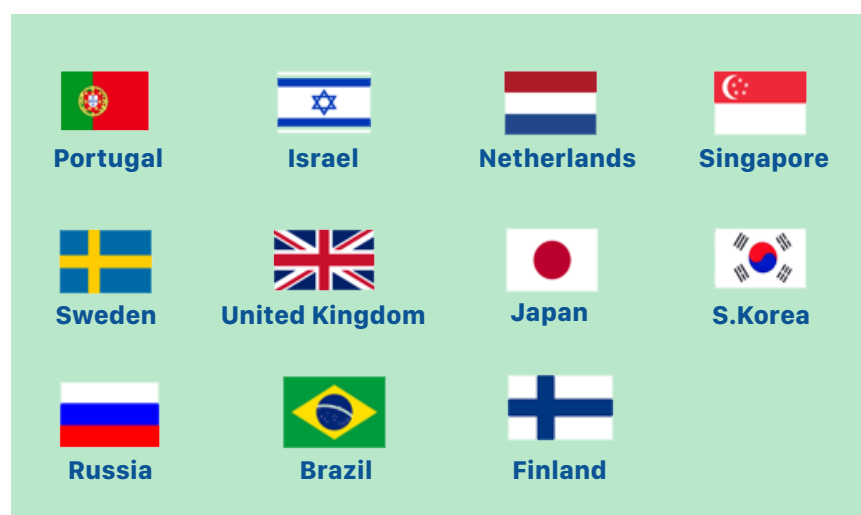 Portugal
Israel
Netherlands
Singapore
Sweden
United Kingdom
Japan
S.Korea
Russia
Brazil
Finland